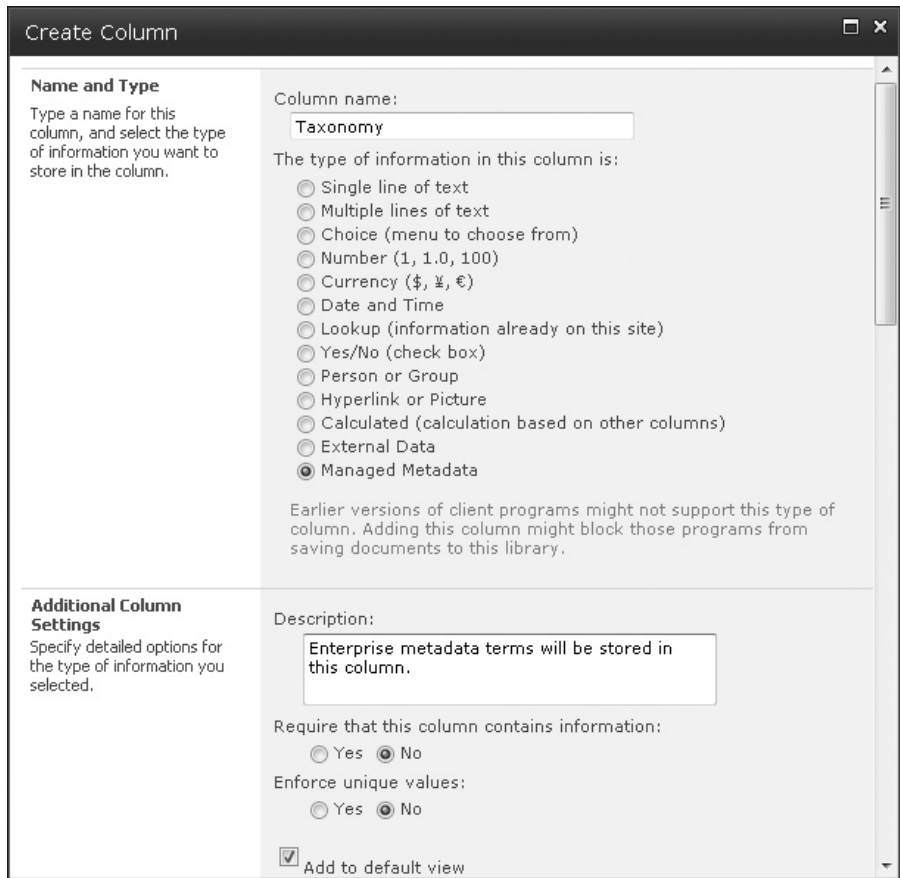 Create Column
Name and Type
Type a name for this
column, and select the type
of information you want to
store in the column.
Column name:
Taxonomy
The type of information in this column is:
Single line of text
Multiple lines of text
Choice (menu to choose from)
Number (1, 1.0, 100)
Currency ($, ¥, €)
Date and Time
Lookup (information already on this site)
Yes/No (check box)
Person or Group
Hyperlink or Picture
Calculated (calculation based on other columns)
External Data
Managed Metadata
Earlier versions of client programs might not support this type of
column. Adding this column might block those programs from
saving documents to this library.
Additional Column
Settings
Specify detailed options for
the type of information you
selected.
Description:
Enterprise metadata terms will be stored in
this column.
Require that this column contains information:
Yes No
Enforce unique values:
Yes No
Add to default view